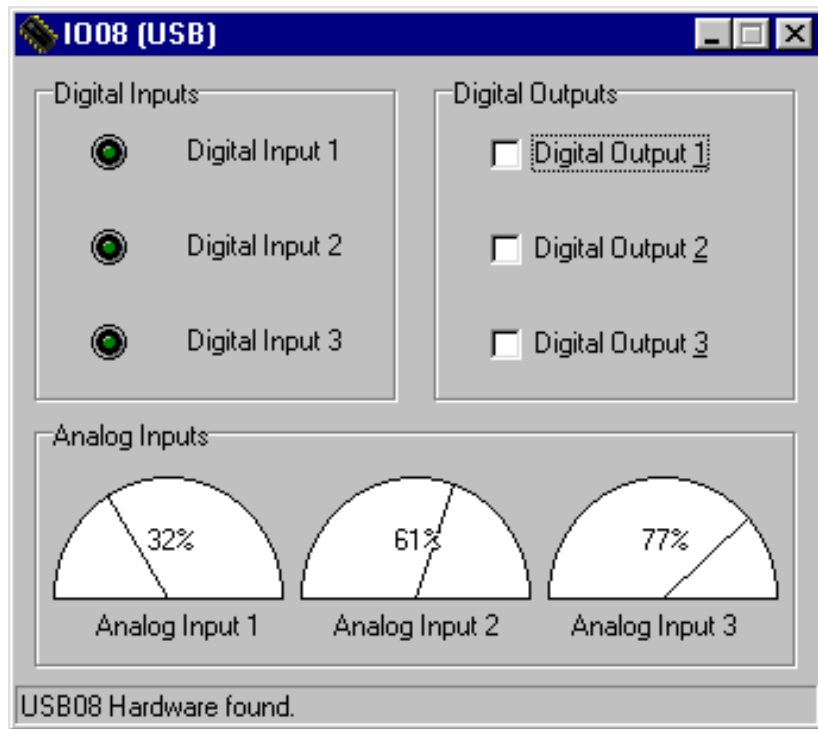 IO08 (USB)
Digital Inputs
Digital Input 1
Digital Input 2
Digital Input 3
Digital Outputs
Digital Output 1
Digital Output 2
Digital Output 3
Analog Inputs
32%
61%
77%
Analog Input 1
Analog Input 2
Analog Input 3
USB08 Hardware found.